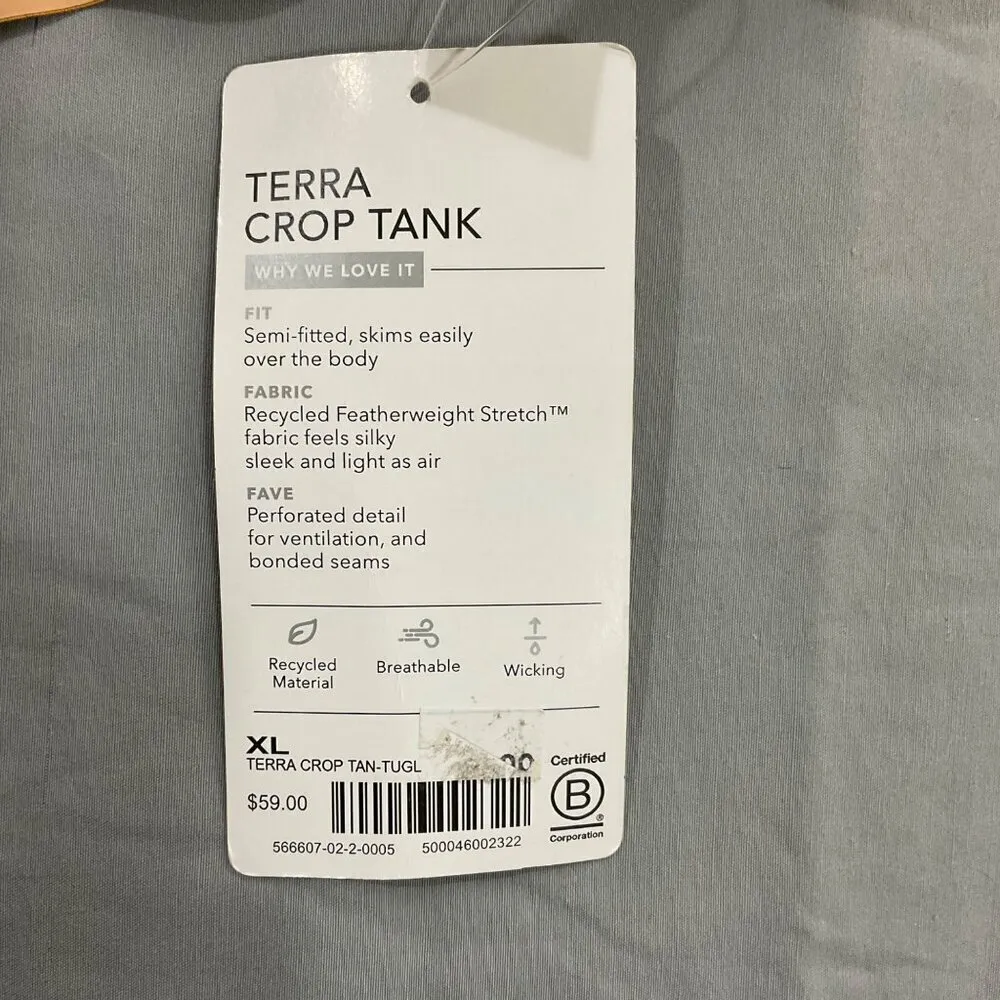 TERRA
CROP TANK
WHY WE LOVE IT
FIT
Semi-fitted, skims easily
over the body
FABRIC
Recycled Featherweight Stretch™
fabric feels silky
sleek and light as air
FAVE
Perforated detail
for ventilation, and
bonded seams
Recycled
Material
Breathable
Wicking
XL
TERRA CROP TAN-TUGL
$59.00
566607-02-2-0005
500046002322
Certified
B
®
Corporation